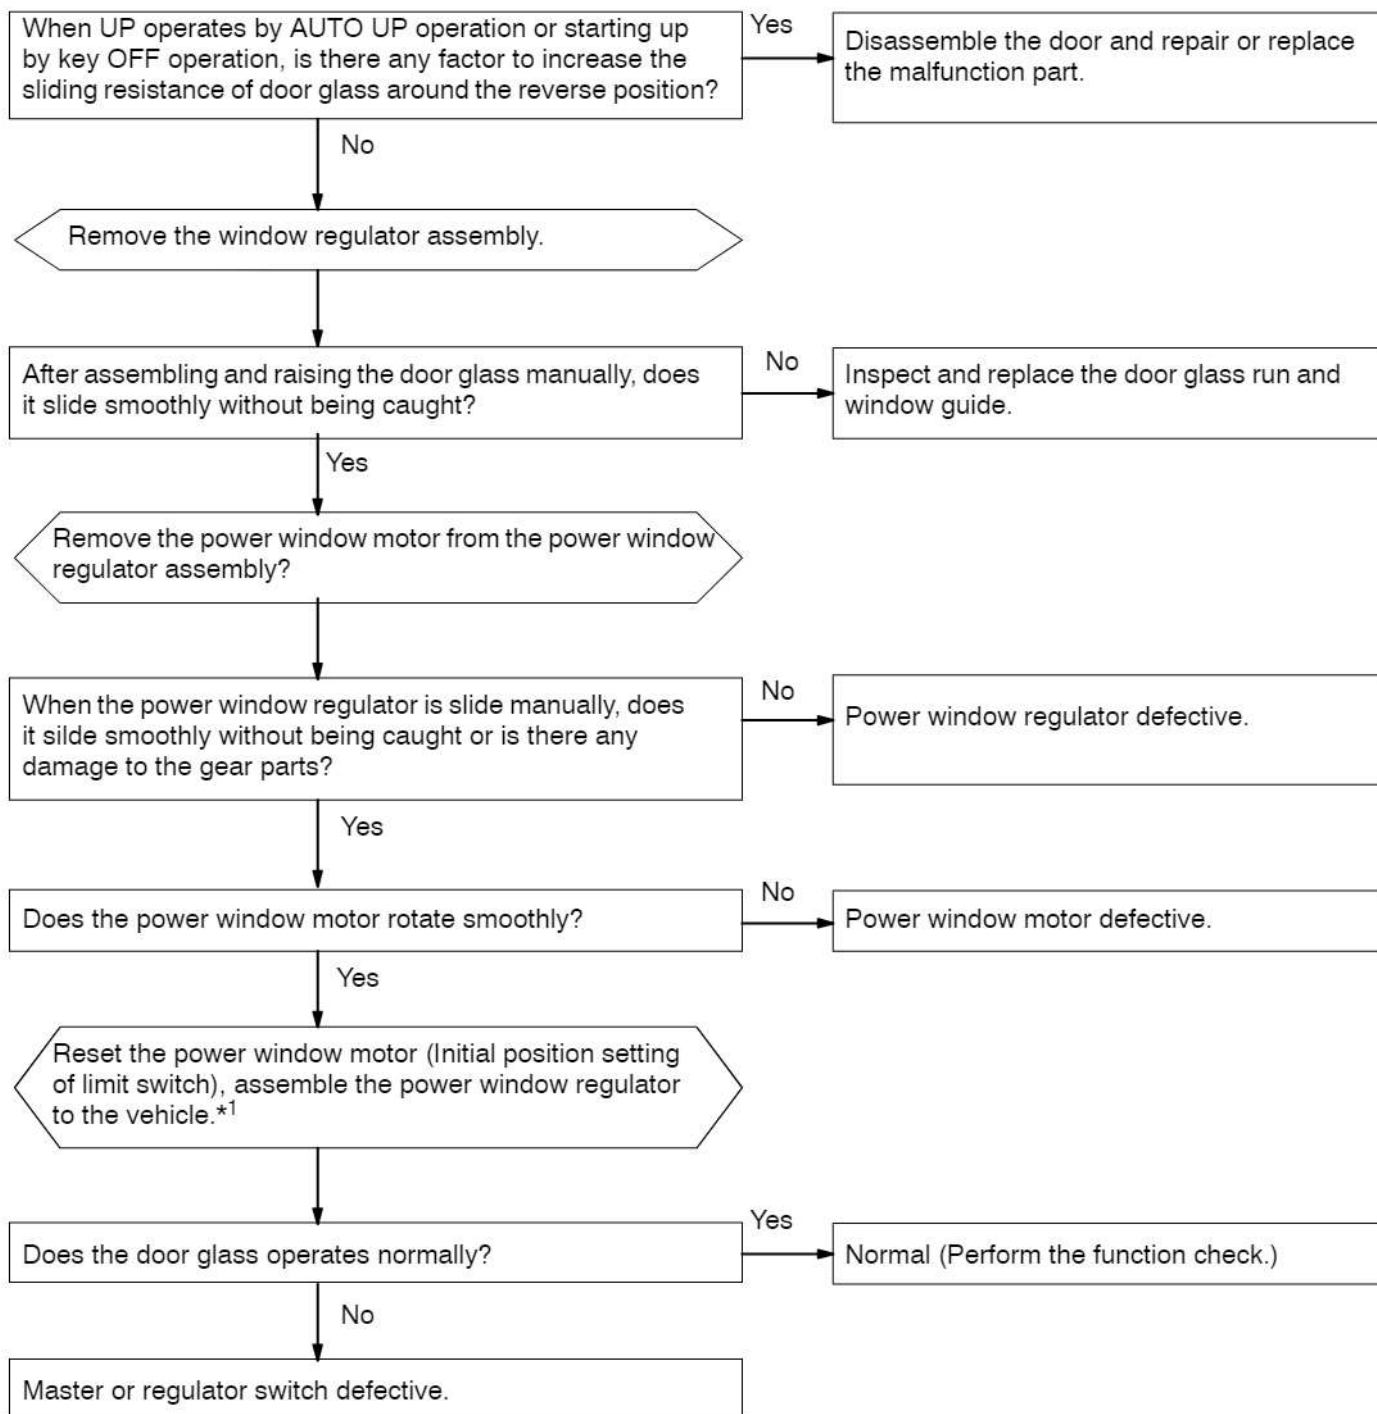 When UP operates by AUTO UP operation or starting up
by key OFF operation, is there any factor to increase the
sliding resistance of door glass around the reverse position?
Yes
Disassemble the door and repair or replace
the malfunction part.
No
Remove the window regulator assembly.
After assembling and raising the door glass manually, does
it slide smoothly without being caught?
No
Inspect and replace the door glass run and
window guide.
Yes
Remove the power window motor from the power window
regulator assembly?
When the power window regulator is slide manually, does
it silde smoothly without being caught or is there any
damage to the gear parts?
No
Power window regulator defective.
Yes
Does the power window motor rotate smoothly?
No
Power window motor defective.
Yes
Reset the power window motor (Initial position setting
of limit switch), assemble the power window regulator
to the vehicle.*1
Does the door glass operates normally?
Yes
Normal (Perform the function check.)
No
Master or regulator switch defective.